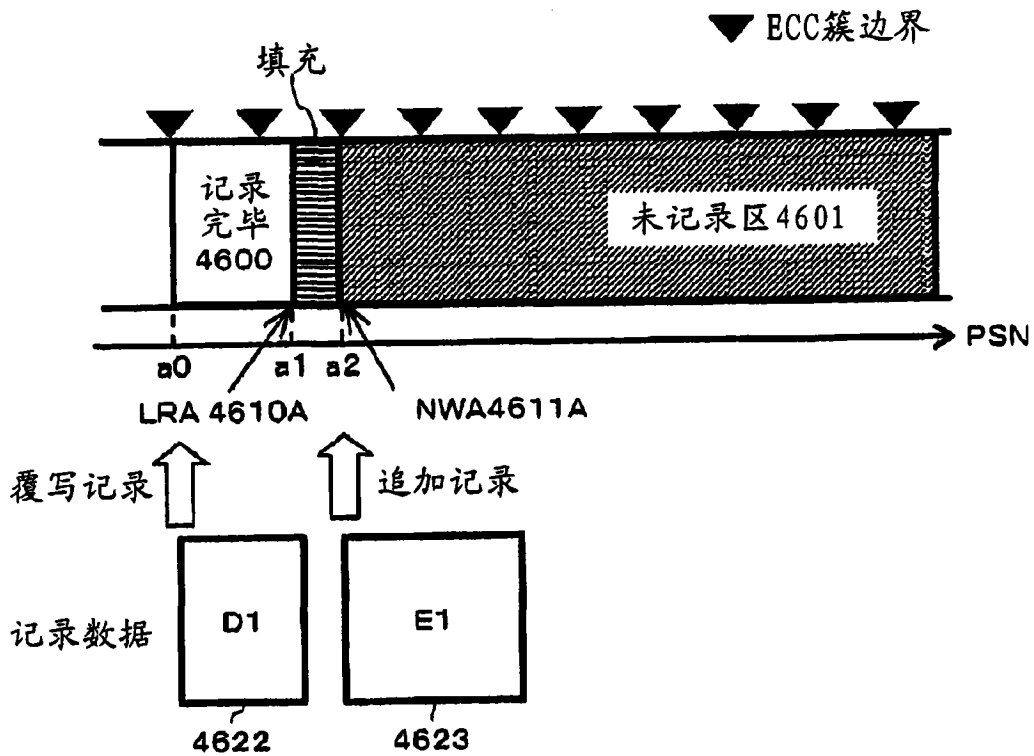 ECC簇边界
填充
记录
完毕
4600
未记录区4601
PSN
a0 a1 a2
LRA 4610A
NWA4611A
覆写记录
追加记录
记录数据
D1
E1
4622
4623